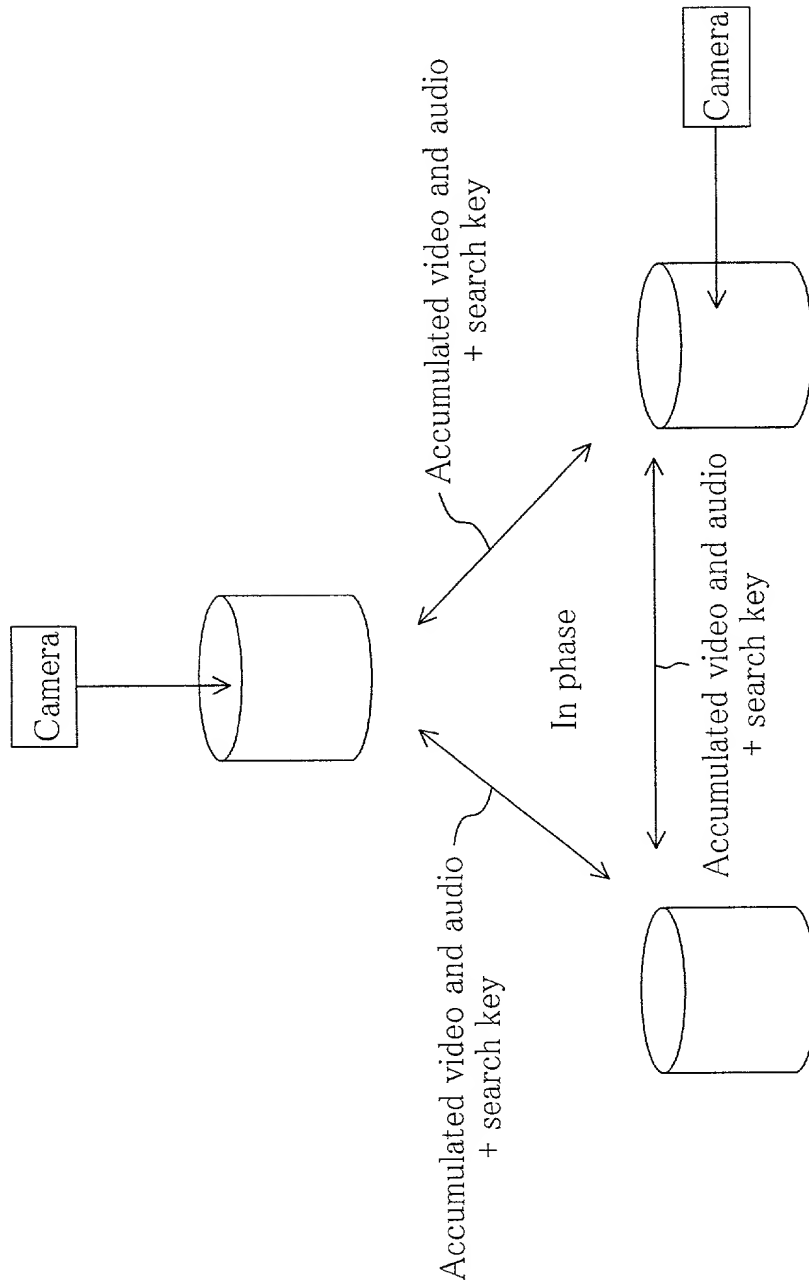 Camera
Accumulated video and audio
+ search key
Accumulated video and audio
+ search key
In phase
Accumulated video and audio
+ search key
Camera